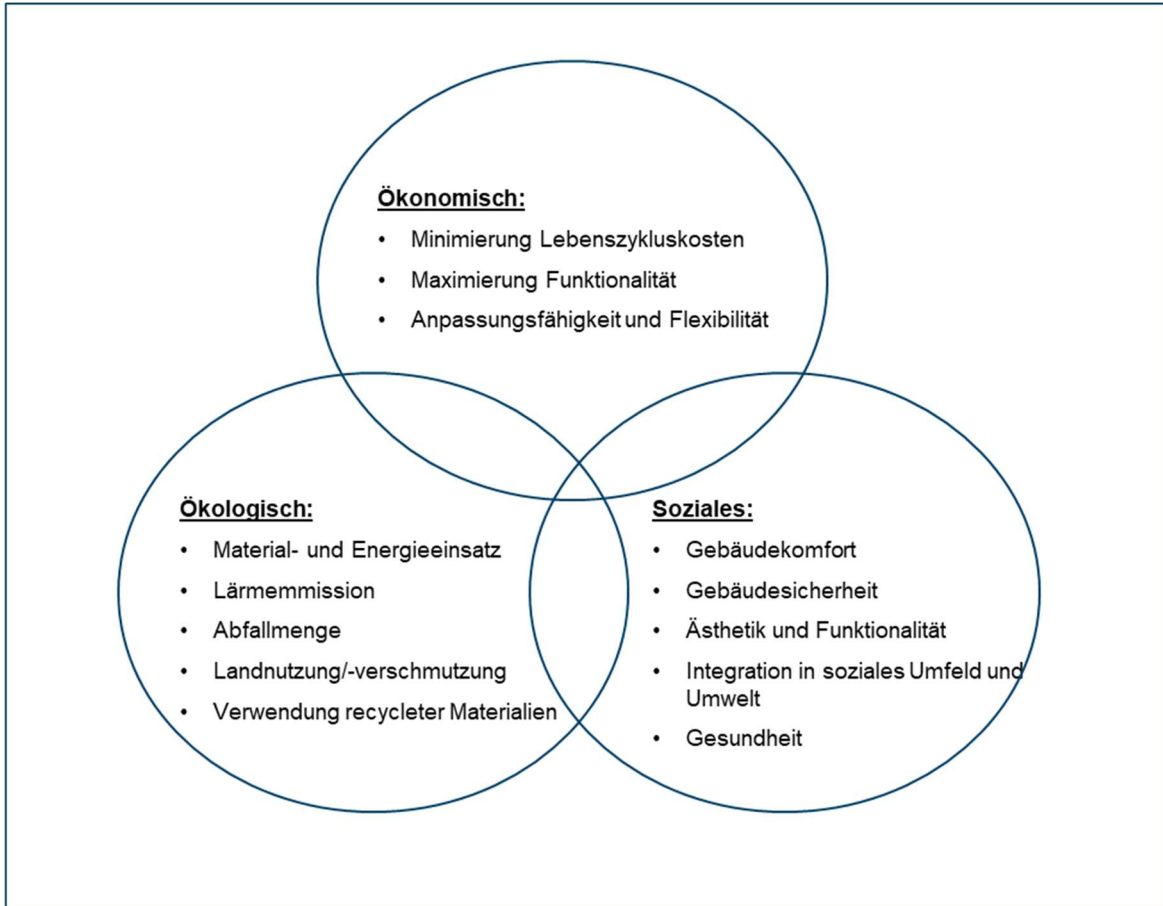 Ökonomisch:
• Minimierung Lebenszykluskosten
• Maximierung Funktionalität
• Anpassungsfähigkeit und Flexibilität
Ökologisch:
• Material- und Energieeinsatz
• Lärmemmission
• Abfallmenge
• Landnutzung/-verschmutzung
• Verwendung recycleter Materialien
Soziales:
• Gebäudekomfort
• Gebäudesicherheit
• Ästhetik und Funktionalität
• Integration in soziales Umfeld und
Umwelt
• Gesundheit